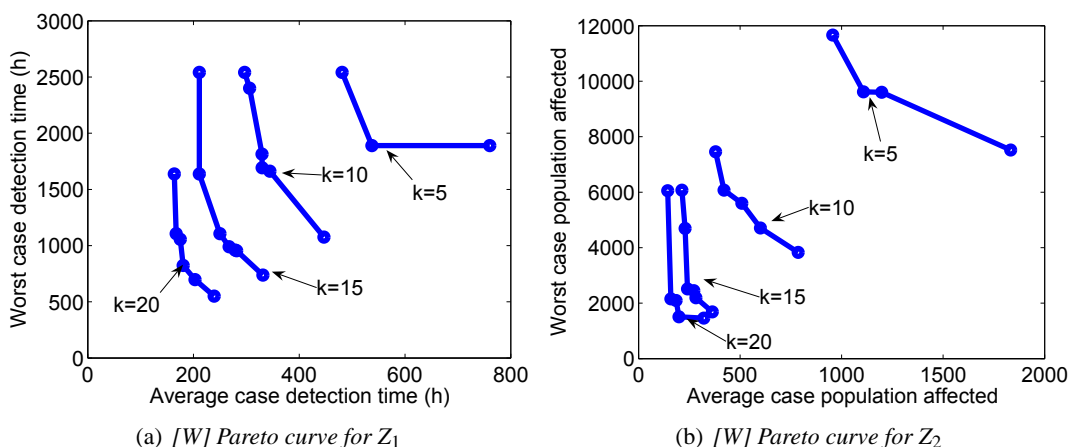 3000
2500
2000
1500
1000
500
0
Worst case detection time (h)
k=5
k=10
k=15
k=20
0 200 400 600 800
Average case detection time (h)
(a) [W] Pareto curve for Z1
12000
10000
8000
6000
4000
2000
0
Worst case population affected
k=5
k=10
k=15
k=20
0 500 1000 1500 2000
Average case population affected
(b) [W] Pareto curve for Z2